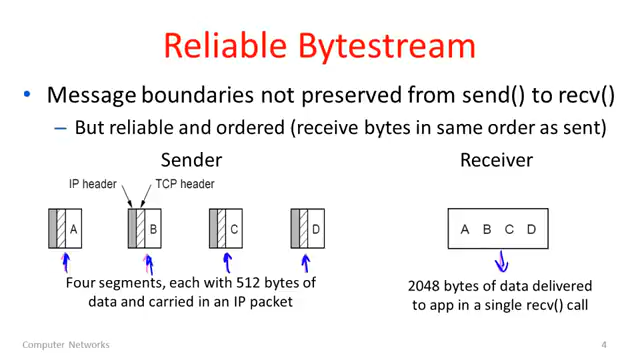 Reliable Bytestream
• Message boundaries not preserved from send() to recv()
– But reliable and ordered (receive bytes in same order as sent)
Sender
Receiver
IP header
TCP header
A
B
C
D
A B C D
Four segments, each with 512 bytes of
data and carried in an IP packet
2048 bytes of data delivered
to app in a single recv() call
Computer Networks
4